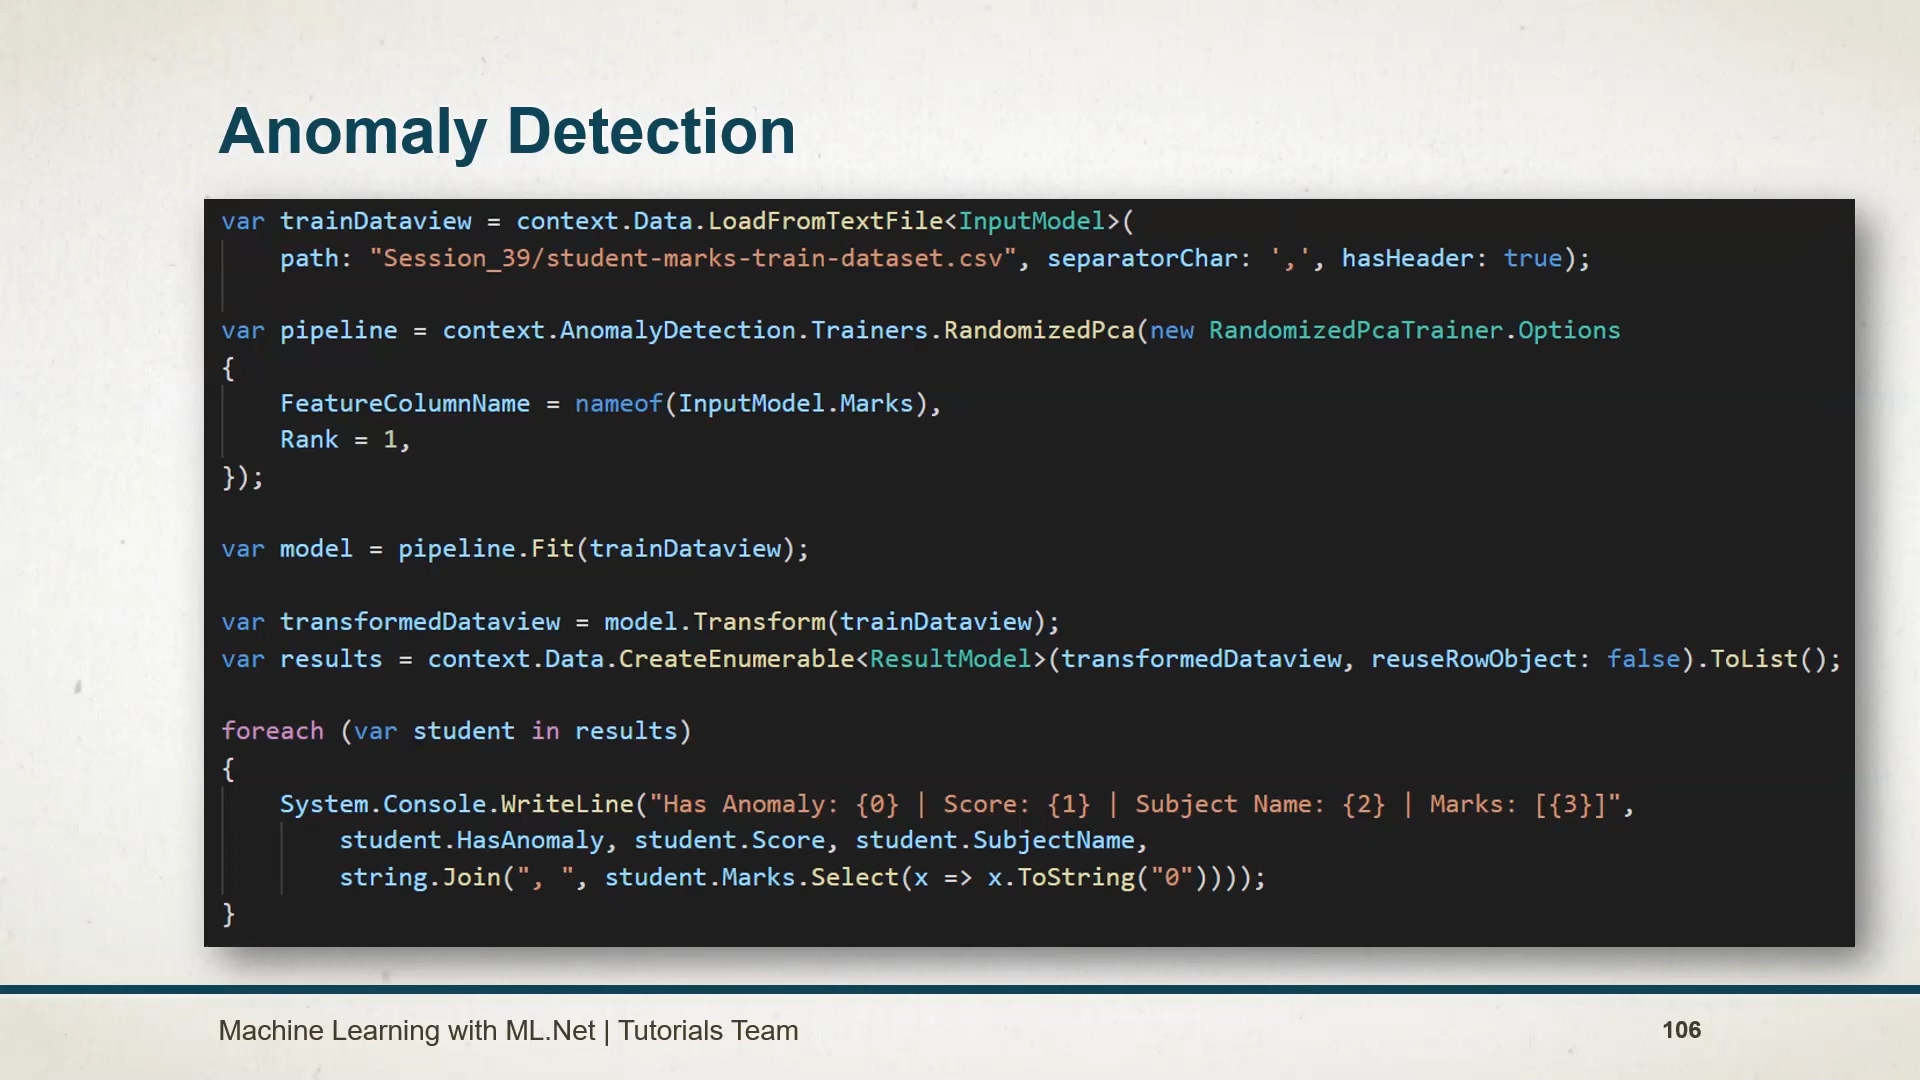 Anomaly Detection
var trainDataview = context.Data.LoadFromTextFile<InputModel>(
path: "Session_39/student-marks-train-dataset.csv", separatorChar: ',', hasHeader: true);
var pipeline = context.AnomalyDetection.Trainers.RandomizedPca(new RandomizedPcaTrainer.Options
{
FeatureColumnName = nameof(InputModel.Marks),
Rank = 1,
});
var model = pipeline.Fit(trainDataview);
var transformedDataview = model.Transform(trainDataview);
var results = context.Data.CreateEnumerable<ResultModel>(transformedDataview, reuseRowObject: false).ToList();
foreach (var student in results)
{
System.Console.WriteLine("Has Anomaly: {0} | Score: {1} | Subject Name: {2} | Marks: [{3}]",
student.HasAnomaly, student.Score, student.SubjectName,
string.Join(", ", student.Marks.Select(x => x.ToString("0"))));
}
Machine Learning with ML.Net | Tutorials Team
106